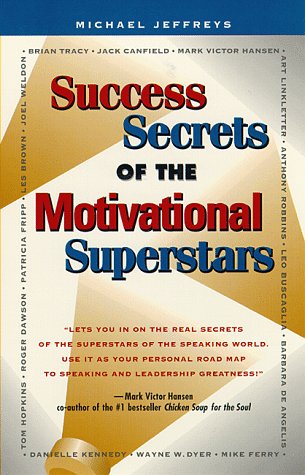 MICHAEL JEFFREYS
• BRIAN TRACY • JACK CANFIELD • MARK VICTOR HANSEN •
ART LINKLETTER • ANTHONY ROBBINS • LEO BUSCAGLIA • BARBARA DE ANGELIS •
TOM HOPKINS • ROGER DAWSON • PATRICIA FRIPP • LES BROWN • JOEL WELDON
Success
Secrets
OF THE
Motivational
Superstars
"LETS YOU IN ON THE REAL SECRETS
OF THE SUPERSTARS OF THE SPEAKING WORLD.
USE IT AS YOUR PERSONAL ROAD MAP
TO SPEAKING AND LEADERSHIP GREATNESS!"
—Mark Victor Hansen
co-author of the #1 bestseller Chicken Soup for the Soul
• DANIELLE KENNEDY • WAYNE W. DYER • MIKE FERRY •